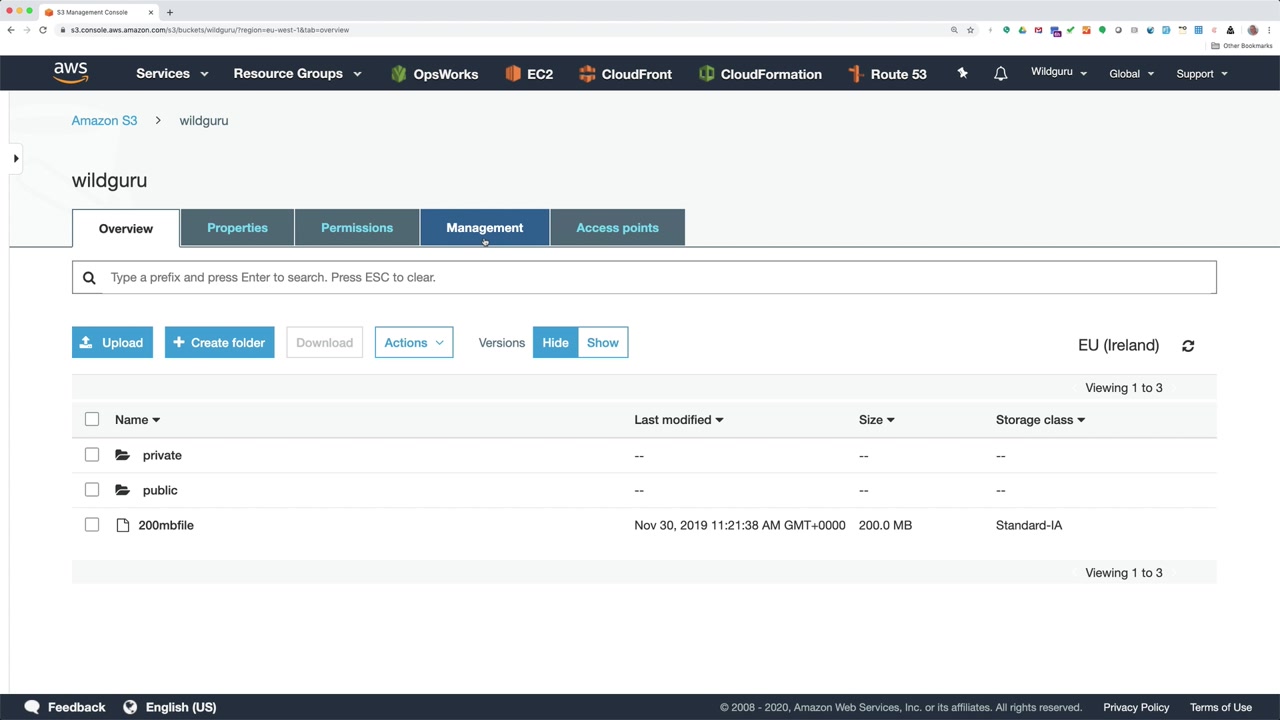 S3 Management Console
s3.console.aws.amazon.com/s3/buckets/wildguru/?region=eu-west-1&tab=overview
Other Bookmarks
aws Services Resource Groups OpsWorks EC2 CloudFront CloudFormation Route 53 Wildguru Global Support
Amazon S3 > wildguru
wildguru
Overview Properties Permissions Management Access points
Type a prefix and press Enter to search. Press ESC to clear.
Upload + Create folder Download Actions Versions Hide Show EU (Ireland)
Viewing 1 to 3
Name Last modified Size Storage class
private -- -- --
public -- -- --
200mbfile Nov 30, 2019 11:21:38 AM GMT+0000 200.0 MB Standard-IA
Viewing 1 to 3
Feedback English (US) © 2008 - 2020, Amazon Web Services, Inc. or its affiliates. All rights reserved. Privacy Policy Terms of Use